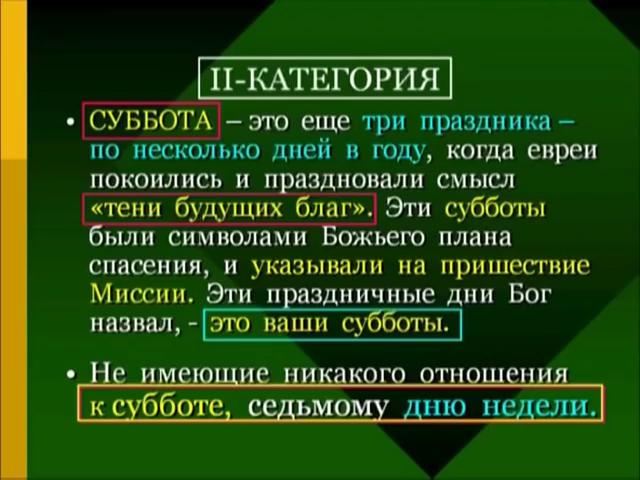 II-КАТЕГОРИЯ
• СУББОТА – это еще три праздника –
по несколько дней в году, когда евреи
покоились и праздновали смысл
«тени будущих благ». Эти субботы
были символами Божьего плана
спасения, и указывали на пришествие
Миссии. Эти праздничные дни Бог
назвал, - это ваши субботы.
• Не имеющие никакого отношения
к субботе, седьмому дню недели.